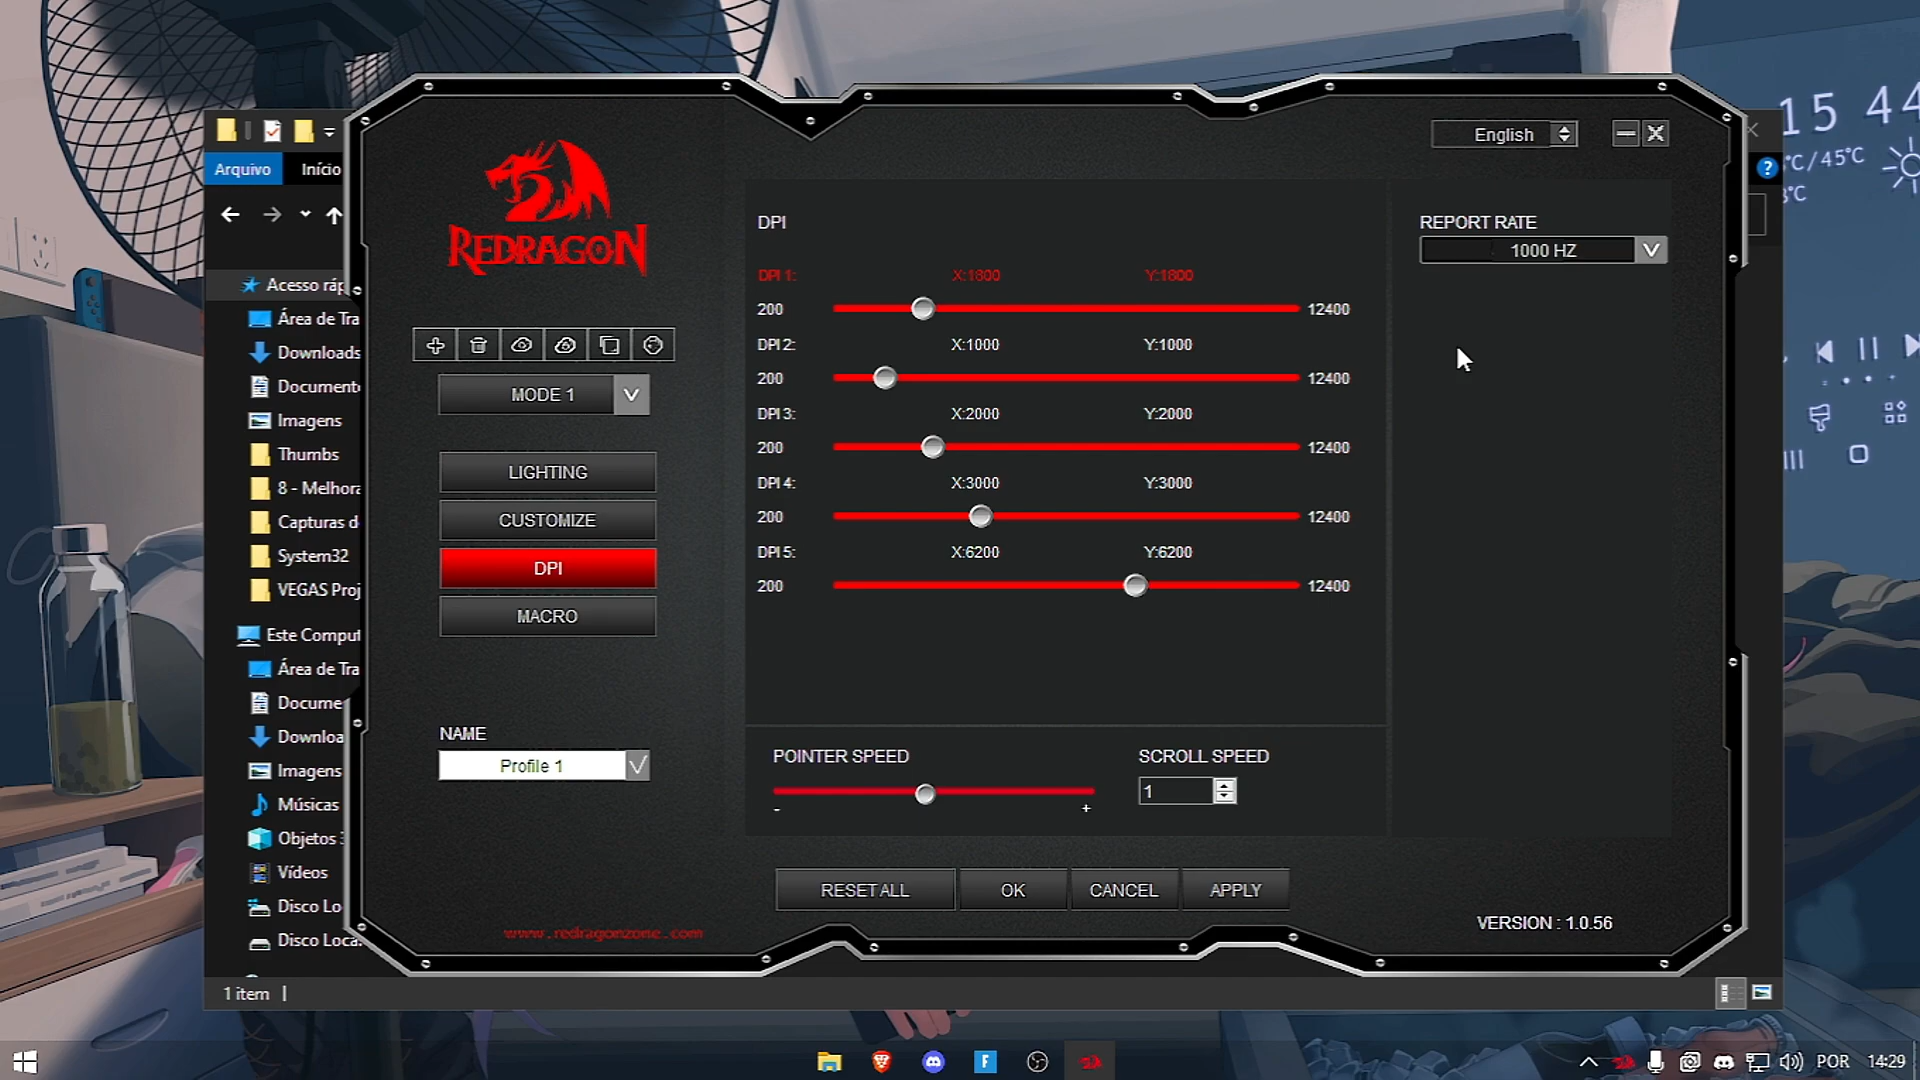 15 44
Arquivo
Início
English
°C/45°C
REDRAGON
DPI
REPORT RATE
1000 HZ
DPI 1:
X:1800
Y:1800
200
12400
DPI 2:
X:1000
Y:1000
200
12400
DPI 3:
X:2000
Y:2000
200
12400
DPI 4:
X:3000
Y:3000
200
12400
DPI 5:
X:6200
Y:6200
200
12400
MODE 1
LIGHTING
CUSTOMIZE
DPI
MACRO
NAME
Profile 1
POINTER SPEED
-
+
SCROLL SPEED
1
RESET ALL
OK
CANCEL
APPLY
www.redragonzone.com
VERSION : 1.0.56
Acesso ráp
Área de Tra
Downloads
Documento
Imagens
Thumbs
8 - Melhora
Capturas d
System32
VEGAS Proj
Este Comput
Área de Tra
Docume
Downloa
Imagens
Músicas
Objetos 3
Vídeos
Disco Lo
Disco Loca
1 item
POR
14:29